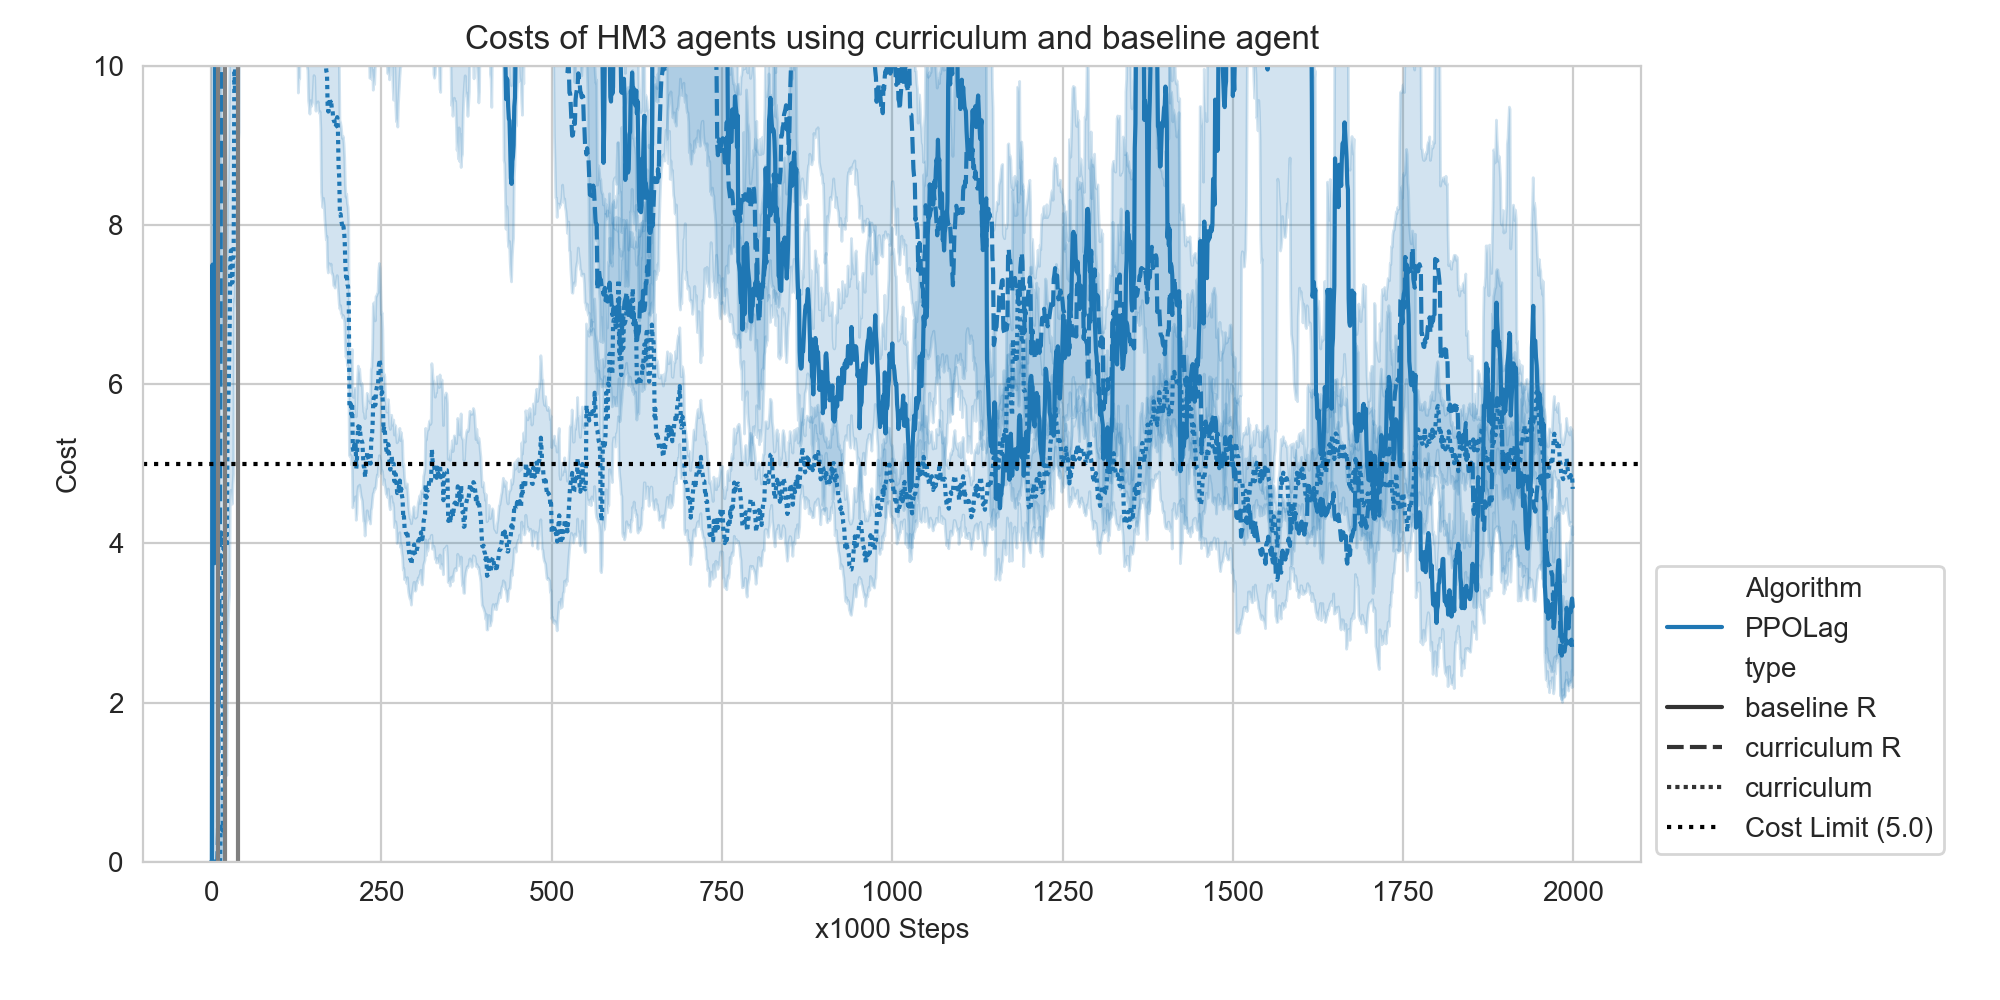 Costs of HM3 agents using curriculum and baseline agent
10
8
6
4
2
0
Cost
0 250 500 750 1000 1250 1500 1750 2000
x1000 Steps
Algorithm
PPOLag
type
baseline R
curriculum R
curriculum
Cost Limit (5.0)